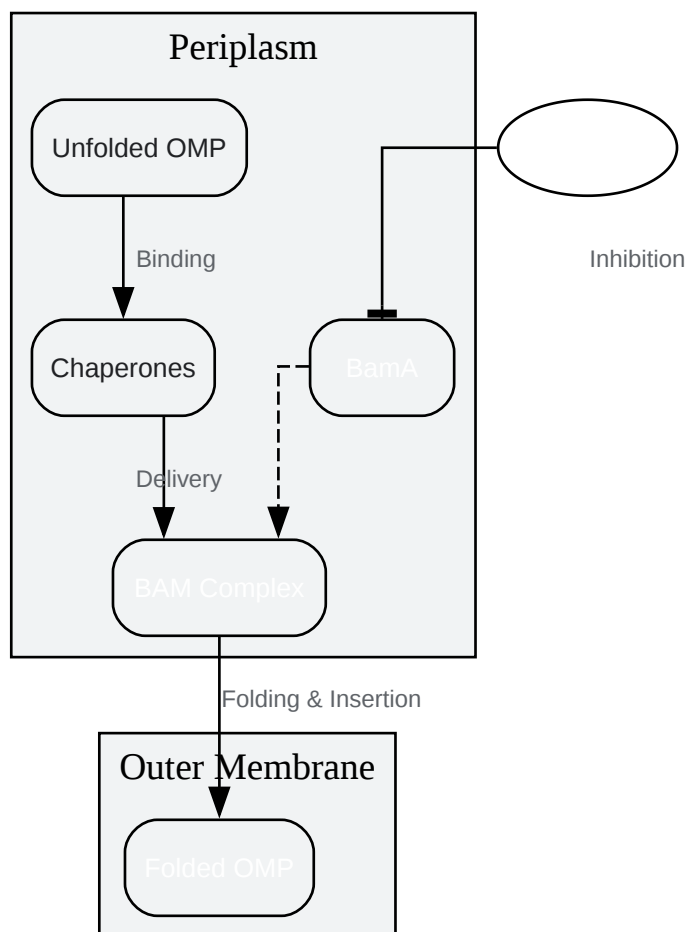 Periplasm
Unfolded OMP
Binding
Inhibition
Chaperones
BamA
Delivery
BAM Complex
Folding & Insertion
Outer Membrane
Folded OMP